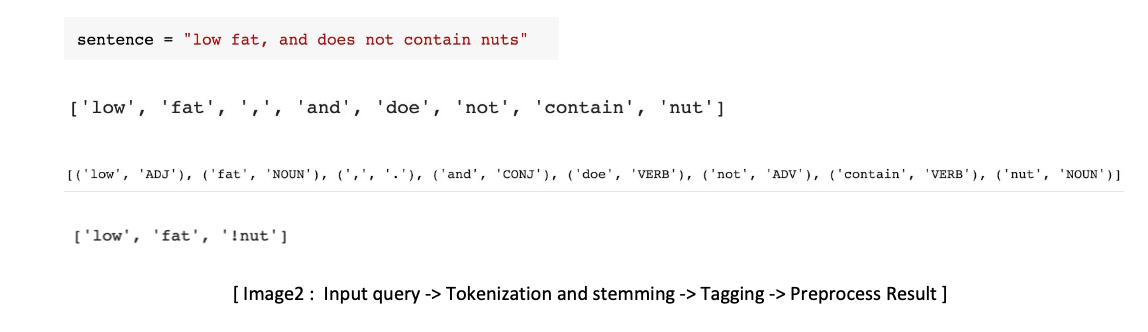 sentence = "low fat, and does not contain nuts"
['low', 'fat', ',', 'and', 'doe', 'not', 'contain', 'nut']
[('low', 'ADJ'), ('fat', 'NOUN'), (',', '.'), ('and', 'CONJ'), ('doe', 'VERB'), ('not', 'ADV'), ('contain', 'VERB'), ('nut', 'NOUN')]
['low', 'fat', '!nut']
[ Image2 :  Input query -> Tokenization and stemming -> Tagging -> Preprocess Result ]